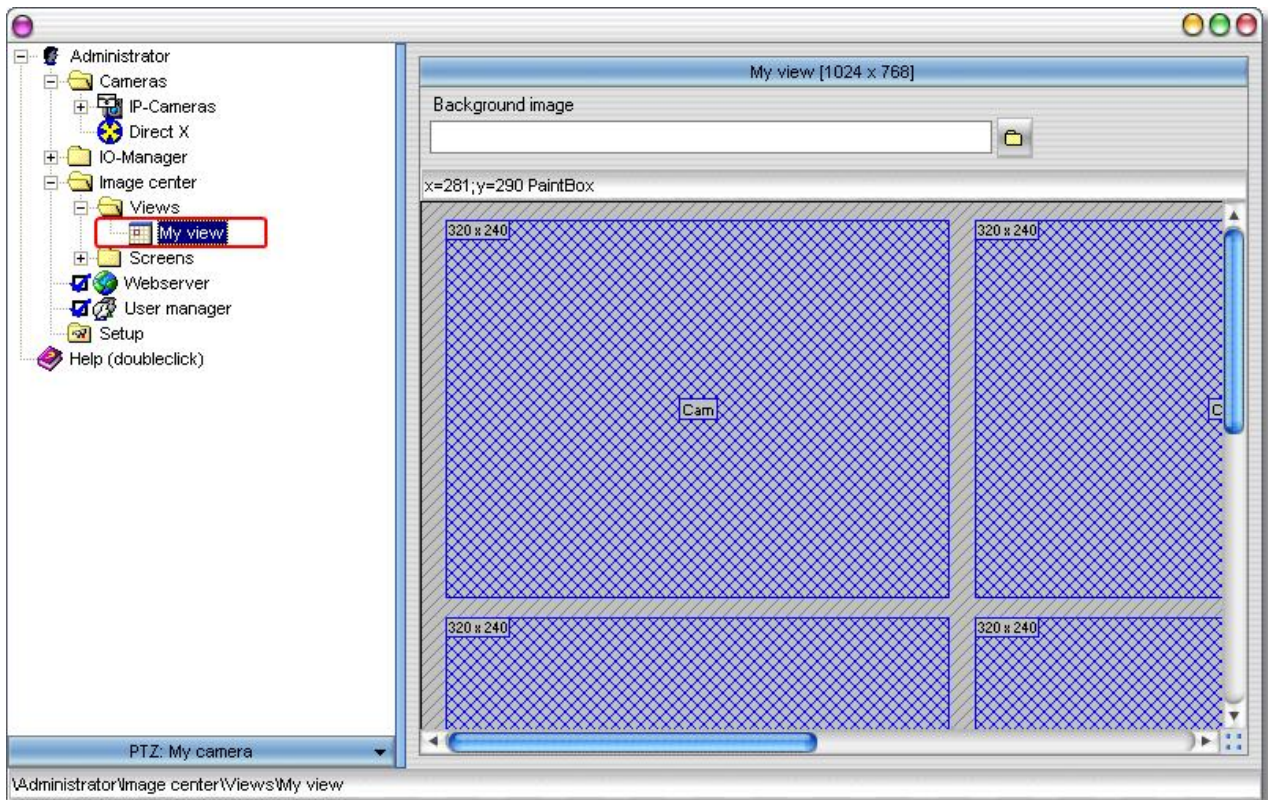 Administrator
Cameras
IP-Cameras
Direct X
IO-Manager
Image center
Views
My view
Screens
Webserver
User manager
Setup
Help (doubleclick)
PTZ: My camera
My view [1024 x 768]
Background image
x=281;y=290 PaintBox
320 x 240
320 x 240
Cam
C
320 x 240
320 x 240
\Administrator\Image center\Views\My view